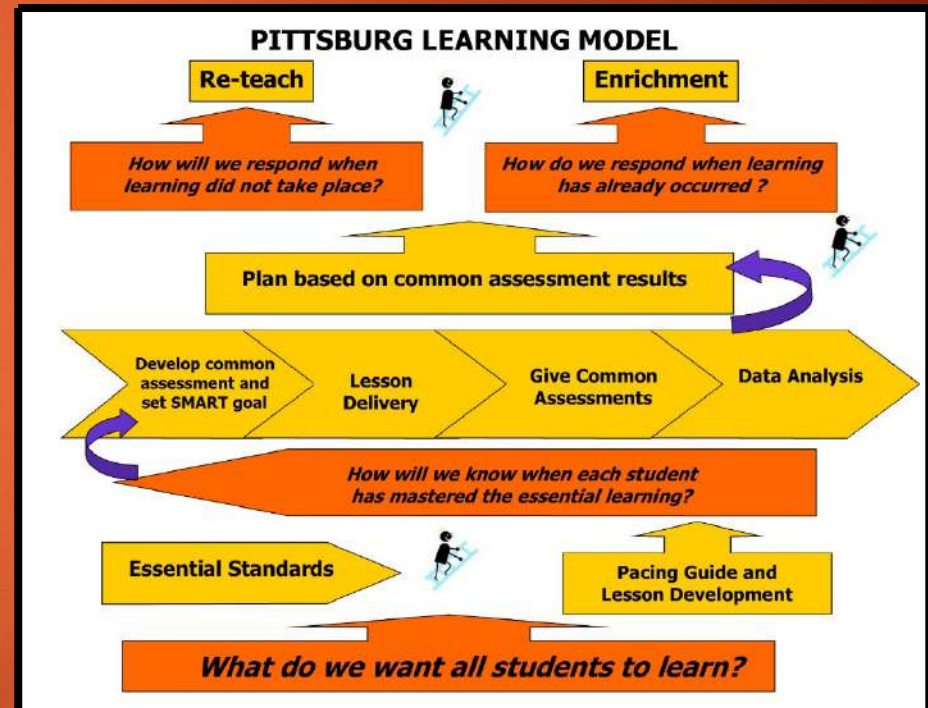 PITTSBURG LEARNING MODEL
Re-teach
Enrichment
How will we respond when
learning did not take place?
How do we respond when learning
has already occurred ?
Plan based on common assessment results
Develop common
assessment and
set SMART goal
Lesson
Delivery
Give Common
Assessments
Data Analysis
How will we know when each student
has mastered the essential learning?
Essential Standards
Pacing Guide and
Lesson Development
What do we want all students to learn?